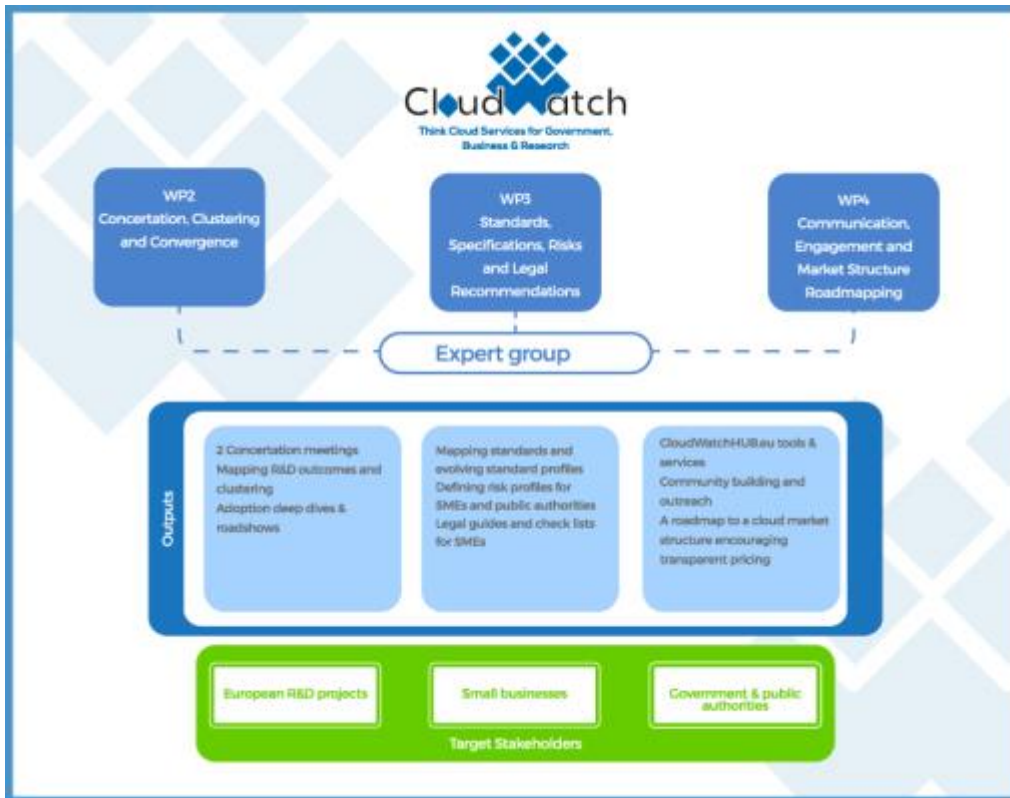 CloudWatch
Think Cloud Services for Government,
Business & Research
WP2
Concertation, Clustering
and Convergence
WP3
Standards,
Specifications, Risks
and Legal
Recommendations
WP4
Communication,
Engagement and
Market Structure
Roadmapping
Expert group
Outputs
2 Concertation meetings
Mapping R&D outcomes and
clustering
Adoption deep dives &
roadshows
Mapping standards and
evolving standard profiles
Defining risk profiles for
SMEs and public authorities
Legal guides and check lists
for SMEs
CloudWatchHUB.eu tools &
services
Community building and
outreach
A roadmap to a cloud market
structure encouraging
transparent pricing
European R&D projects
Small businesses
Government & public
authorities
Target Stakeholders